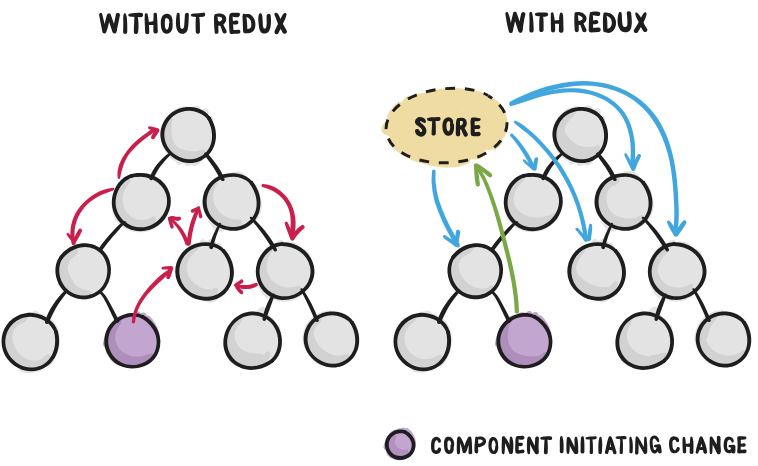 WITHOUT REDUX
WITH REDUX
STORE
COMPONENT INITIATING CHANGE